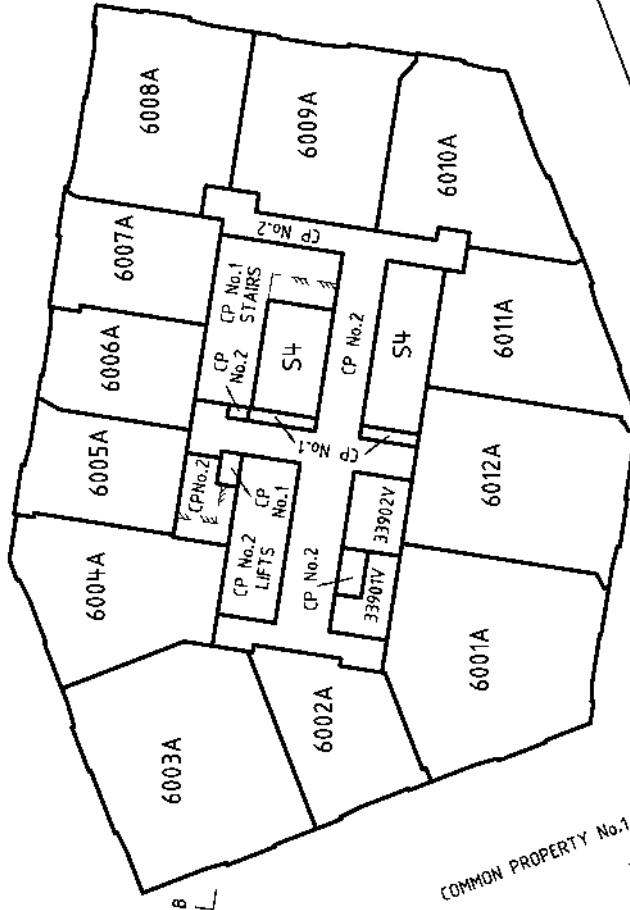 6008A
6009A
6010A
6007A
CP No.2
CP No.1
STAIRS
6006A
CP
No.2
S4
CP No.2
S4
6011A
6005A
CP No.1
CP
6012A
CPNo.2
CP
No.1
33902V
6004A
CP No.2
LIFTS
CP No.2
33901V
6001A
6003A
6002A
B
COMMON PROPERTY No.1